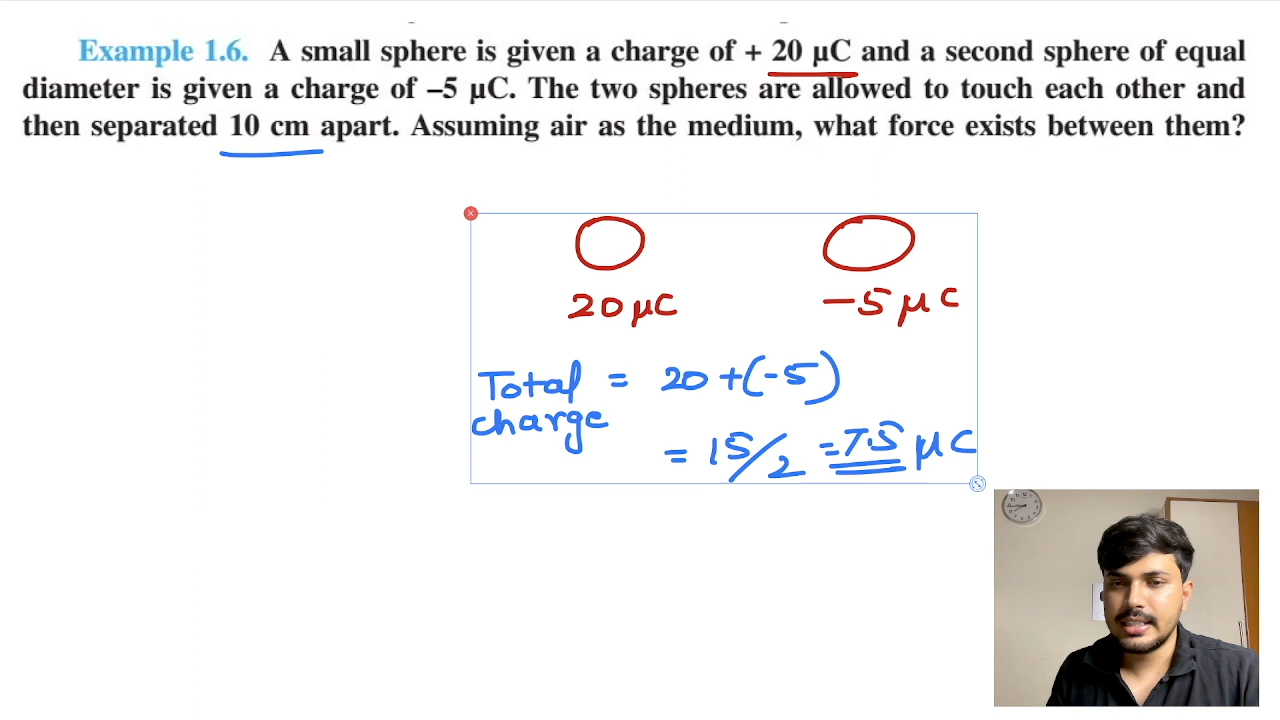 Example 1.6. A small sphere is given a charge of + 20 µC and a second sphere of equal
diameter is given a charge of –5 µC. The two spheres are allowed to touch each other and
then separated 10 cm apart. Assuming air as the medium, what force exists between them?
20 µC
–5 µC
Total = 20 +(-5)
charge
= 15/2 = 7.5 µC